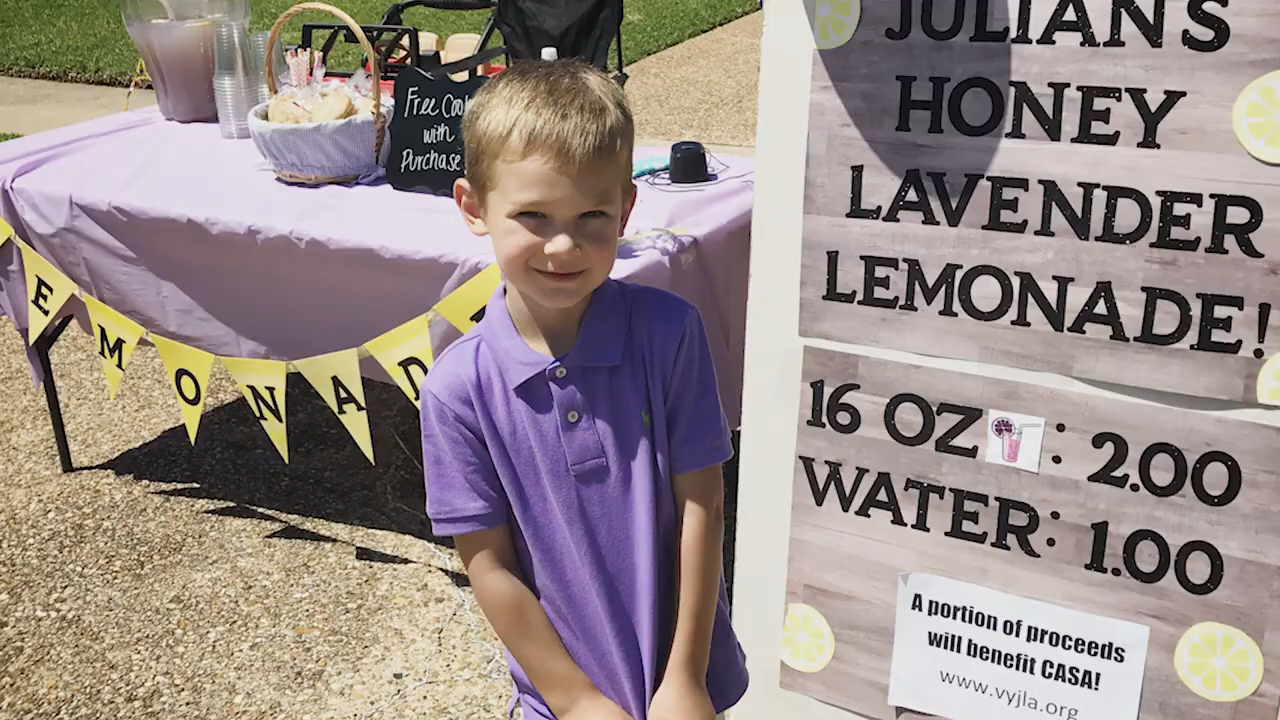 Free
with
Purchase
EMONAD
JULIAN'S
HONEY
LAVENDER
LEMONADE!
16 OZ : 2.00
WATER: 1.00
A portion of proceeds
will benefit CASA!
www.vyjla.org